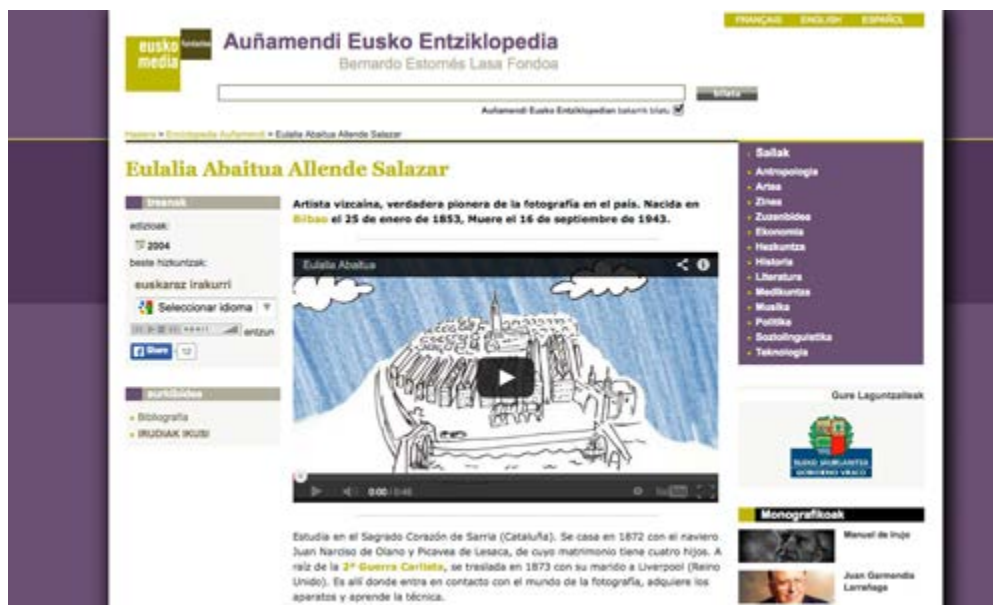 FRANÇAIS ENGLISH ESPAÑOL
eusko media fundazioa
Auñamendi Eusko Entziklopedia
Bernardo Estornés Lasa Fondoa
bilatu
Auñamendi Eusko Entziklopedian bakarrik bilatu
Hasiera » Enciclopedia Auñamendi » Eulalia Abaitua Allende Salazar
Eulalia Abaitua Allende Salazar
tresnak
edizioak:
2004
beste hizkuntzak:
euskaraz irakurri
Seleccionar idioma
entzun
Share 12
aurkibidea
Bibliografia
IRUDIAK IKUSI
Artista vizcaína, verdadera pionera de la fotografía en el país. Nacida en
Bilbao el 25 de enero de 1853, Muere el 16 de septiembre de 1943.
Eulalia Abaitua
0:00
Estudia en el Sagrado Corazón de Sarria (Cataluña). Se casa en 1872 con el naviero
Juan Narciso de Olano y Picavea de Lesaca, de cuyo matrimonio tiene cuatro hijos. A
raíz de la 2ª Guerra Carlista, se traslada en 1873 con su marido a Liverpool (Reino
Unido). Es allí donde entra en contacto con el mundo de la fotografía, adquiere los
aparatos y aprende la técnica.
Sailak
Antropologia
Artea
Zinea
Zuzenbidea
Ekonomia
Hezkuntza
Historia
Literatura
Medikuntza
Musika
Politika
Soziolinguistika
Teknologia
Gure Laguntzaileak
EUSKO JAURLARITZA
GOBIERNO VASCO
Monografikoak
Manuel de Irujo
Juan Garmendia
Larrañaga